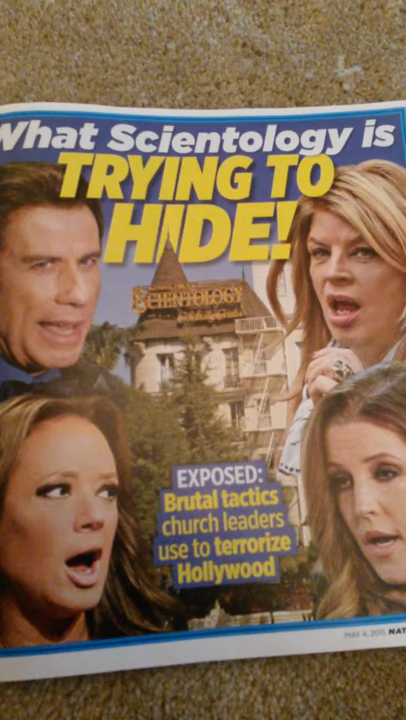 What Scientology is
TRYING TO
HIDE!
SCIENTOLOGY
EXPOSED:
Brutal tactics
church leaders
use to terrorize
Hollywood
MAY 4, 2015 NAT